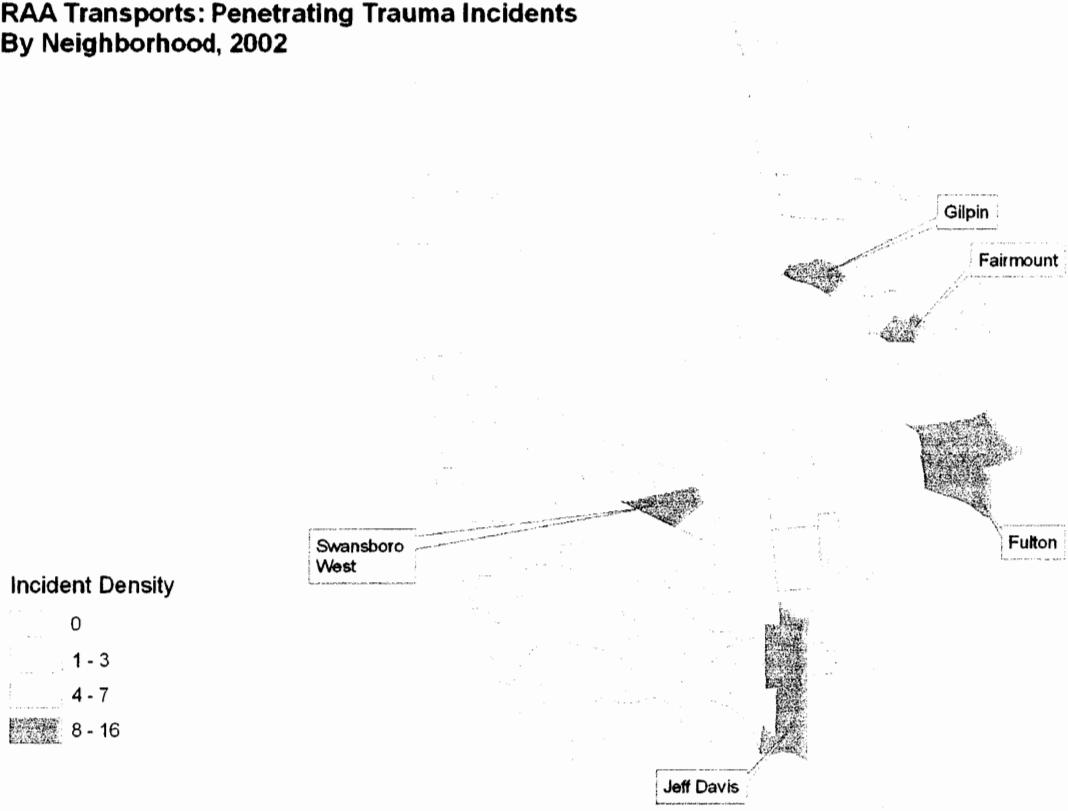 RAA Transports: Penetrating Trauma Incidents
By Neighborhood, 2002
Gilpin
Fairmount
Swansboro
West
Fulton
Incident Density
0
1 - 3
4 - 7
8 - 16
Jeff Davis